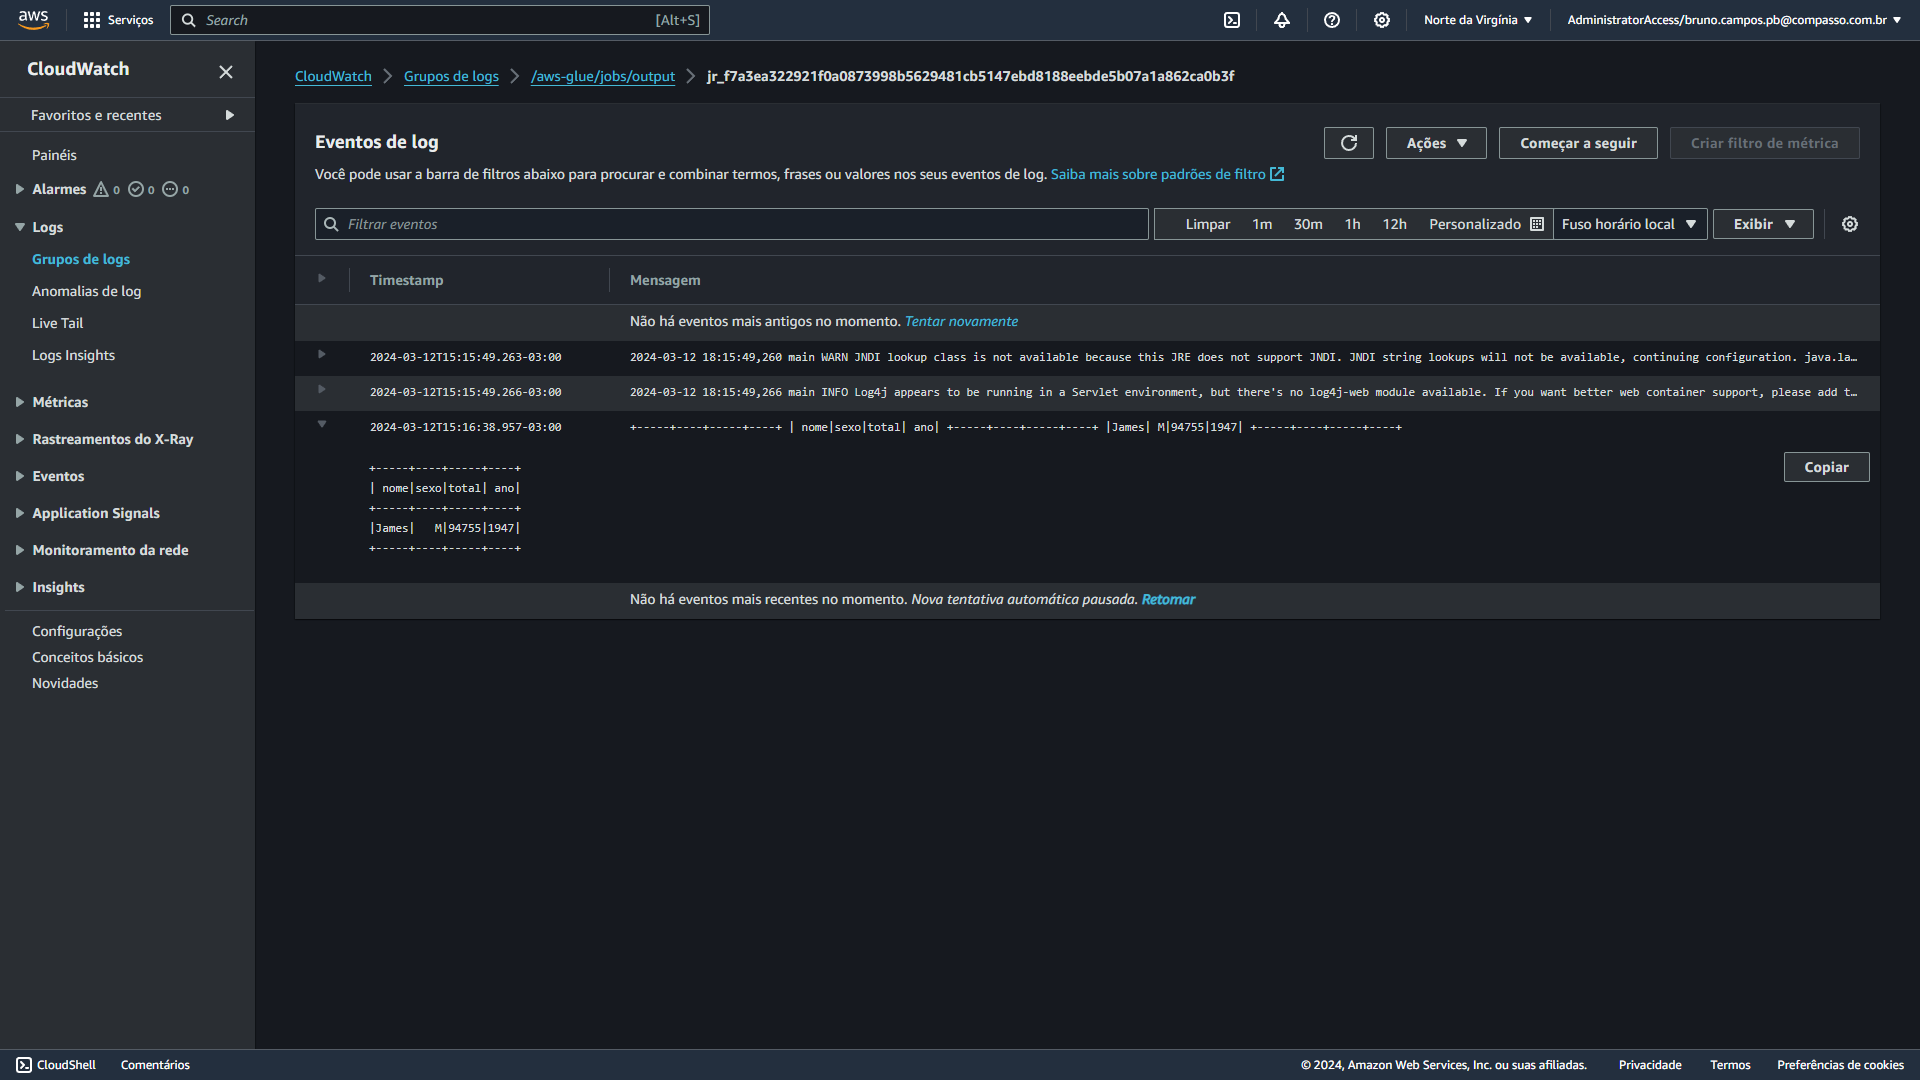 aws
Serviços
Search
[Alt+S]
Norte da Virgínia
AdministratorAccess/bruno.campos.pb@compasso.com.br
CloudWatch
Favoritos e recentes
Painéis
Alarmes 0 0 0
Logs
Grupos de logs
Anomalias de log
Live Tail
Logs Insights
Métricas
Rastreamentos do X-Ray
Eventos
Application Signals
Monitoramento da rede
Insights
Configurações
Conceitos básicos
Novidades
CloudWatch
Grupos de logs
/aws-glue/jobs/output
jr_f7a3ea322921f0a0873998b5629481cb5147ebd8188eebde5b07a1a862ca0b3f
Eventos de log
Ações
Começar a seguir
Criar filtro de métrica
Você pode usar a barra de filtros abaixo para procurar e combinar termos, frases ou valores nos seus eventos de log. Saiba mais sobre padrões de filtro
Filtrar eventos
Limpar 1m 30m 1h 12h Personalizado
Fuso horário local
Exibir
Timestamp
Mensagem
Não há eventos mais antigos no momento. Tentar novamente
2024-03-12T15:15:49.263-03:00 2024-03-12 18:15:49,260 main WARN JNDI lookup class is not available because this JRE does not support JNDI. JNDI string lookups will not be available, continuing configuration. java.la…
2024-03-12T15:15:49.266-03:00 2024-03-12 18:15:49,266 main INFO Log4j appears to be running in a Servlet environment, but there's no log4j-web module available. If you want better web container support, please add t…
2024-03-12T15:16:38.957-03:00 +-----+----+-----+----+ | nome|sexo|total| ano| +-----+----+-----+----+ |James| M|94755|1947| +-----+----+-----+----+
+-----+----+-----+----+
| nome|sexo|total| ano|
+-----+----+-----+----+
|James|   M|94755|1947|
+-----+----+-----+----+
Copiar
Não há eventos mais recentes no momento. Nova tentativa automática pausada. Retomar
CloudShell
Comentários
© 2024, Amazon Web Services, Inc. ou suas afiliadas.
Privacidade
Termos
Preferências de cookies